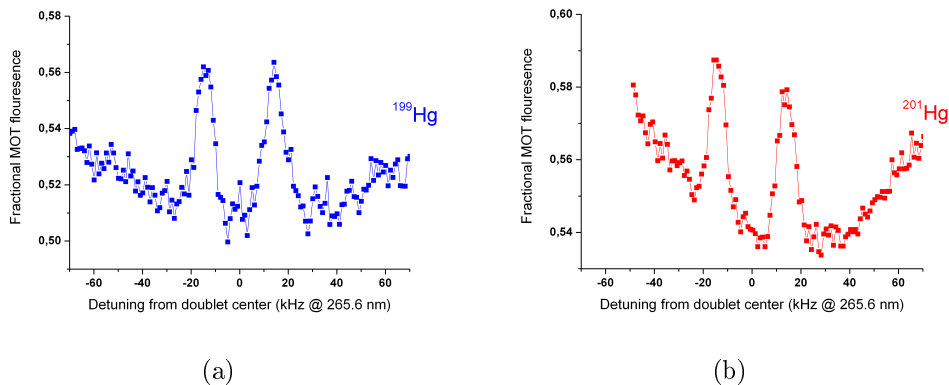 0,58
0,56
0,54
0,52
0,50
Fractional MOT flouresence
199Hg
-60 -40 -20 0 20 40 60
Detuning from doublet center (kHz @ 265.6 nm)
(a)
0,60
0,58
0,56
0,54
Fractional MOT flouresence
201Hg
-60 -40 -20 0 20 40 60
Detuning from doublet center (kHz @ 265.6 nm)
(b)